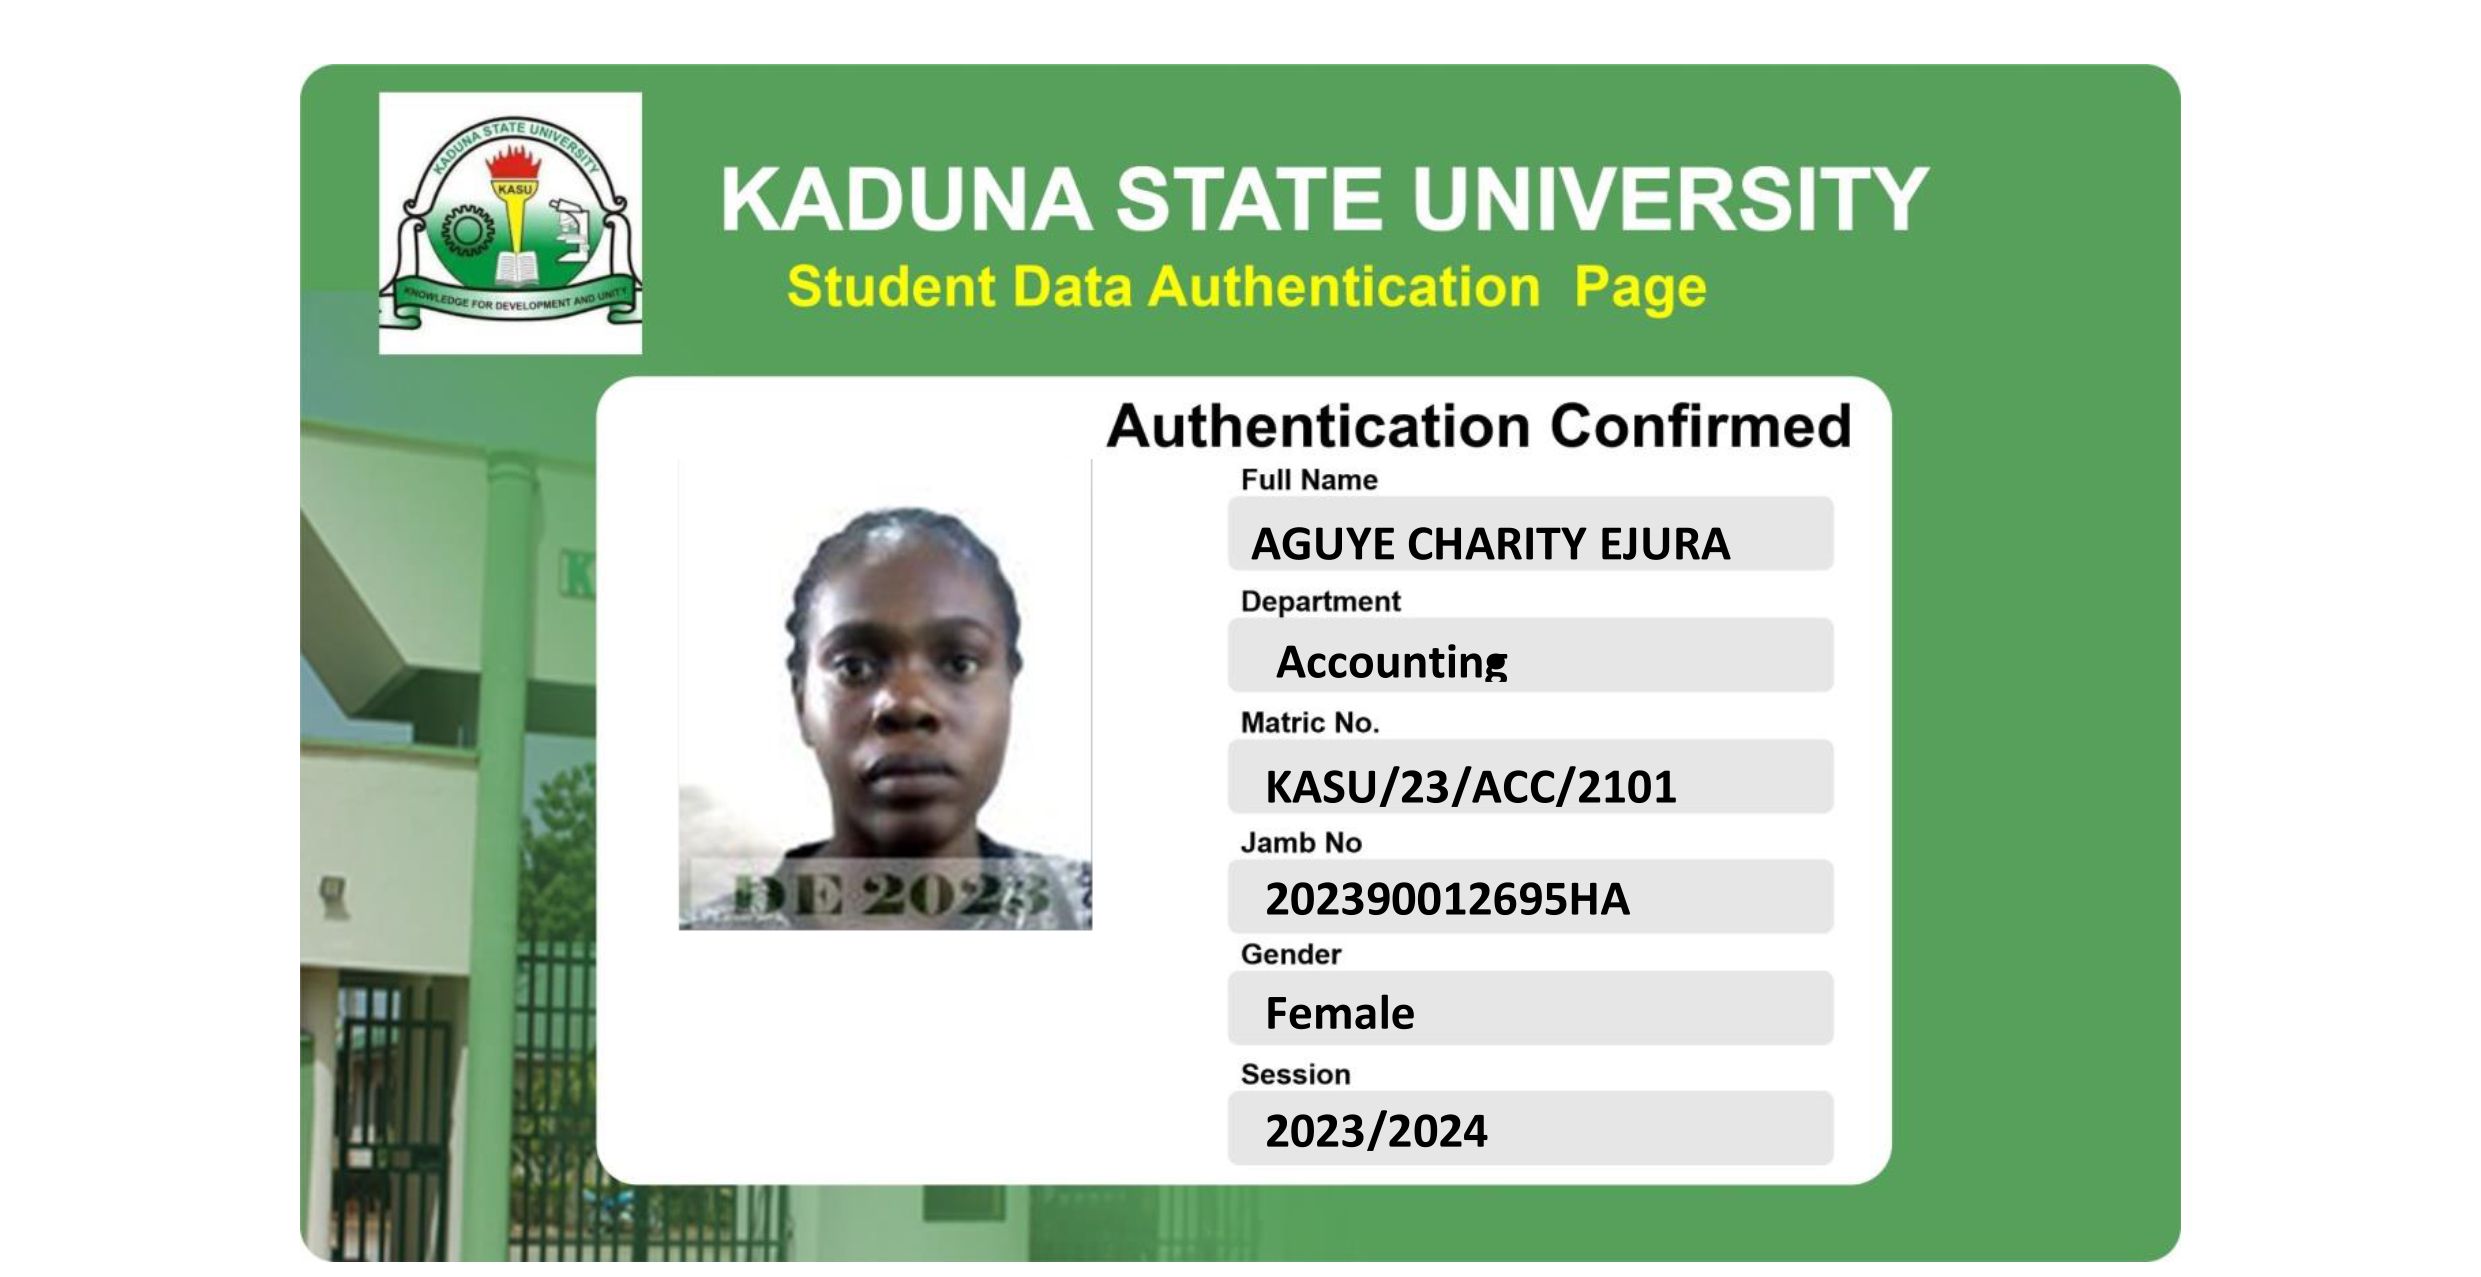 KADUNA STATE UNIVERSITY
KASU
KNOWLEDGE FOR DEVELOPMENT AND UNITY
KADUNA STATE UNIVERSITY
Student Data Authentication Page
Authentication Confirmed
Full Name
AGUYE CHARITY EJURA
Department
Accounting
Matric No.
KASU/23/ACC/2101
Jamb No
202390012695HA
Gender
Female
Session
2023/2024
DE 2023
K